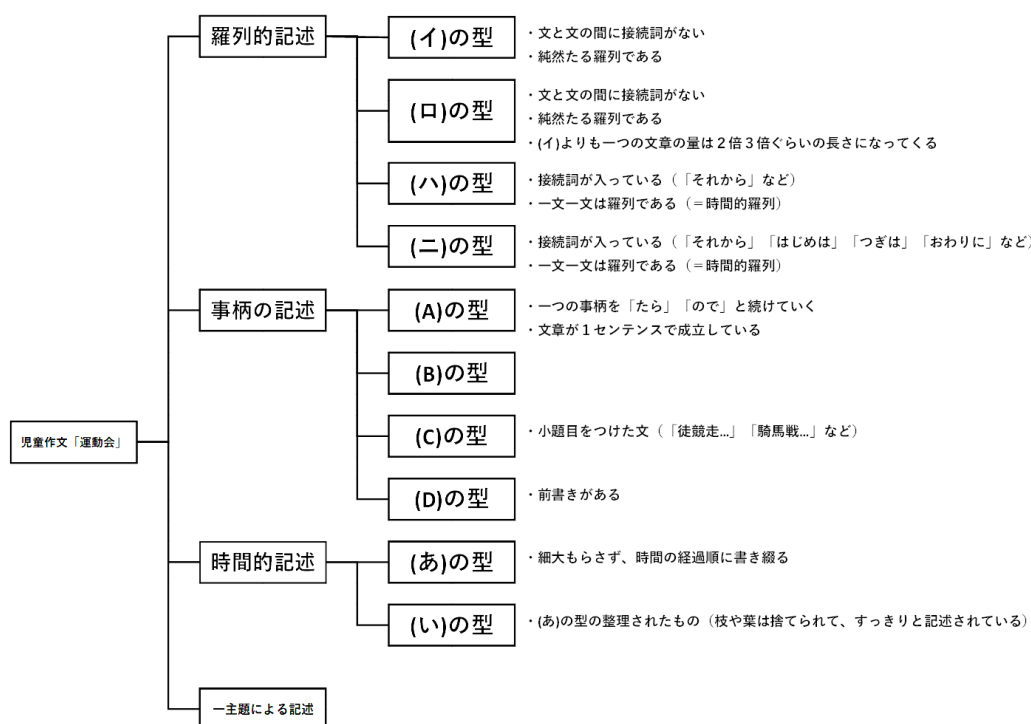 羅列的記述
(イ)の型
・文と文の間に接続詞がない
・純然たる羅列である
(ロ)の型
・文と文の間に接続詞がない
・純然たる羅列である
・(イ)よりも一つの文章の量は２倍３倍ぐらいの長さになってくる
(ハ)の型
・接続詞が入っている（「それから」など）
・一文一文は羅列である（＝時間的羅列）
(ニ)の型
・接続詞が入っている（「それから」「はじめは」「つぎは」「おわりに」など）
・一文一文は羅列である（＝時間的羅列）
事柄の記述
(A)の型
・一つの事柄を「たら」「ので」と続けていく
・文章が１センテンスで成立している
(B)の型
児童作文「運動会」
(C)の型
・小題目をつけた文（「徒競走...」「騎馬戦...」など）
(D)の型
・前書きがある
時間的記述
(あ)の型
・細大もらさず、時間の経過順に書き綴る
(い)の型
・(あ)の型の整理されたもの（枝や葉は捨てられて、すっきりと記述されている）
一主題による記述